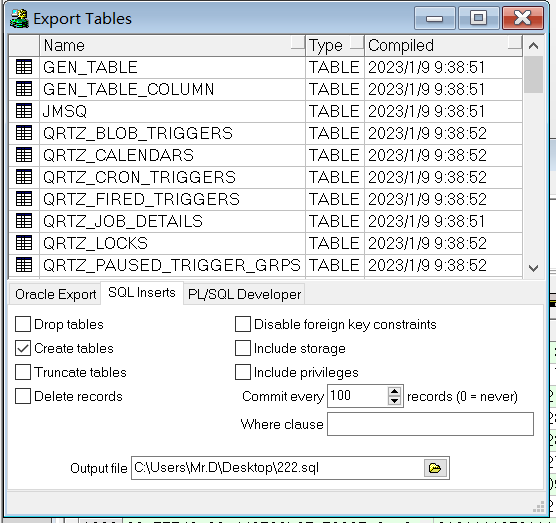 Export Tables
Name Type Compiled
GEN_TABLE TABLE 2023/1/9 9:38:51
GEN_TABLE_COLUMN TABLE 2023/1/9 9:38:51
JMSQ TABLE 2023/1/9 9:38:51
QRTZ_BLOB_TRIGGERS TABLE 2023/1/9 9:38:52
QRTZ_CALENDARS TABLE 2023/1/9 9:38:52
QRTZ_CRON_TRIGGERS TABLE 2023/1/9 9:38:52
QRTZ_FIRED_TRIGGERS TABLE 2023/1/9 9:38:52
QRTZ_JOB_DETAILS TABLE 2023/1/9 9:38:51
QRTZ_LOCKS TABLE 2023/1/9 9:38:52
QRTZ_PAUSED_TRIGGER_GRPS TABLE 2023/1/9 9:38:52
Oracle Export SQL Inserts PL/SQL Developer
Drop tables Disable foreign key constraints
Create tables Include storage
Truncate tables Include privileges
Delete records Commit every 100 records (0 = never)
Where clause
Output file C:\Users\Mr.D\Desktop\222.sql